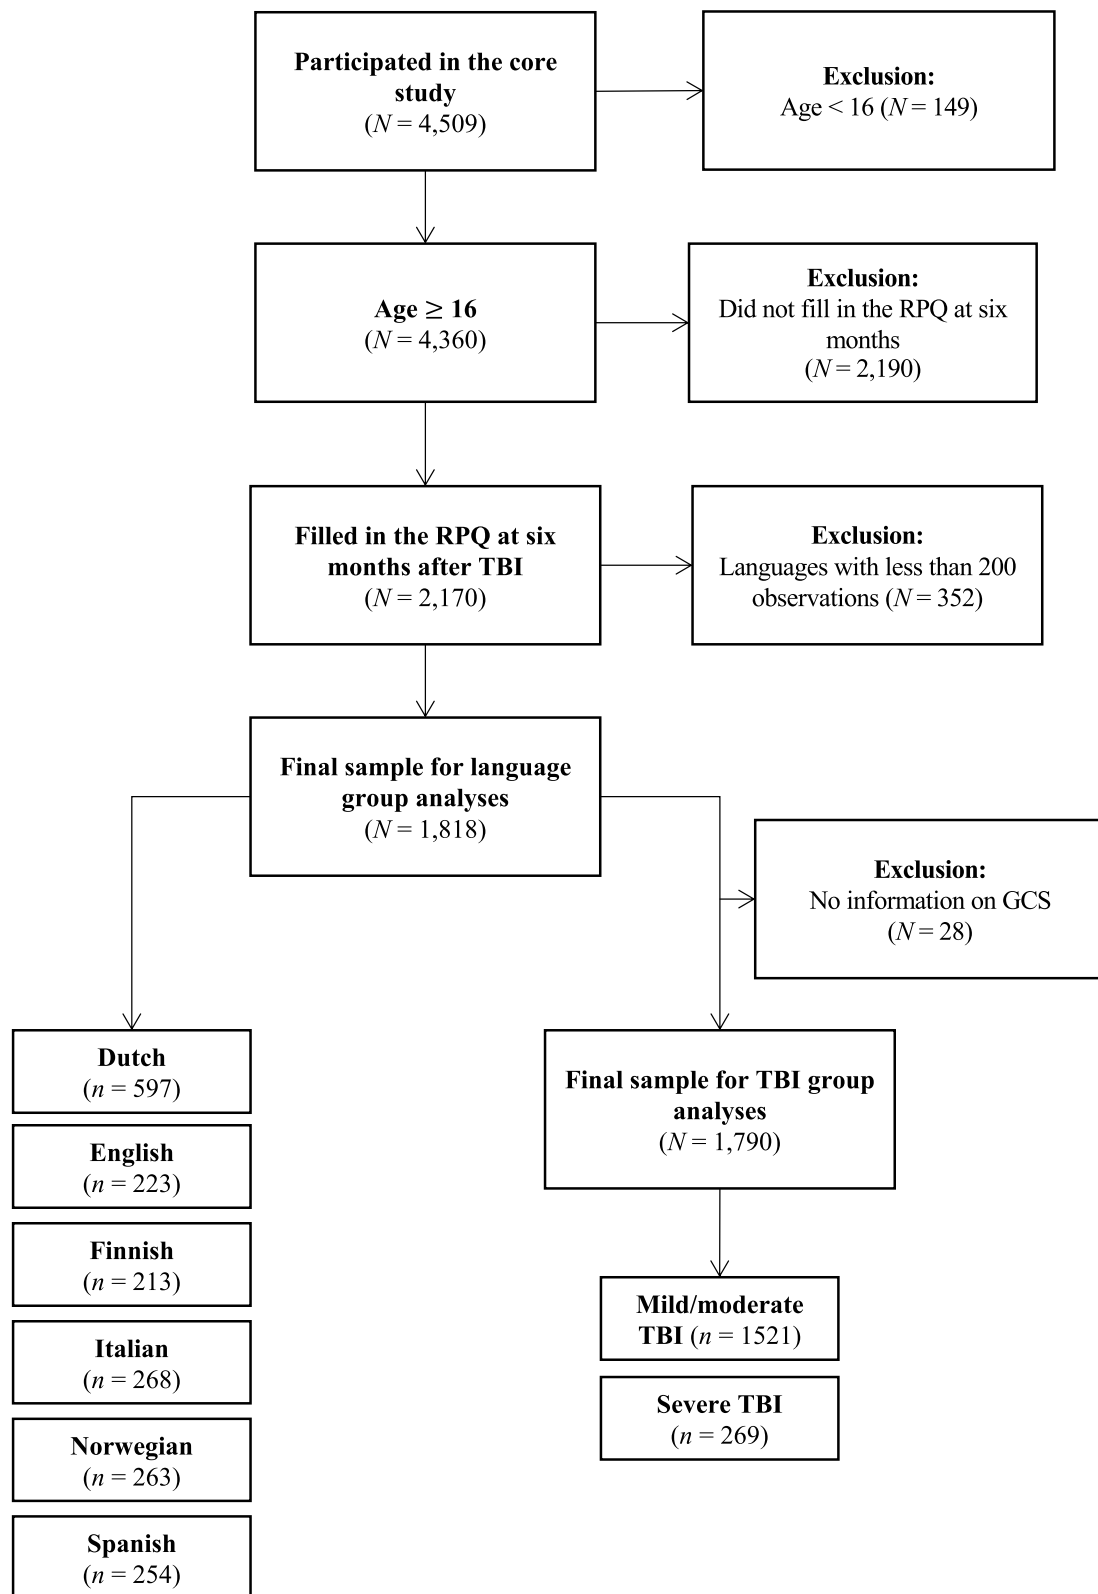 Participated in the core
study
(N = 4,509)
Exclusion:
Age < 16 (N = 149)
Age ≥ 16
(N = 4,360)
Exclusion:
Did not fill in the RPQ at six
months
(N = 2,190)
Filled in the RPQ at six
months after TBI
(N = 2,170)
Exclusion:
Languages with less than 200
observations (N = 352)
Final sample for language
group analyses
(N = 1,818)
Exclusion:
No information on GCS
(N = 28)
Dutch
(n = 597)
English
(n = 223)
Finnish
(n = 213)
Italian
(n = 268)
Norwegian
(n = 263)
Spanish
(n = 254)
Final sample for TBI group
analyses
(N = 1,790)
Mild/moderate
TBI (n = 1521)
Severe TBI
(n = 269)